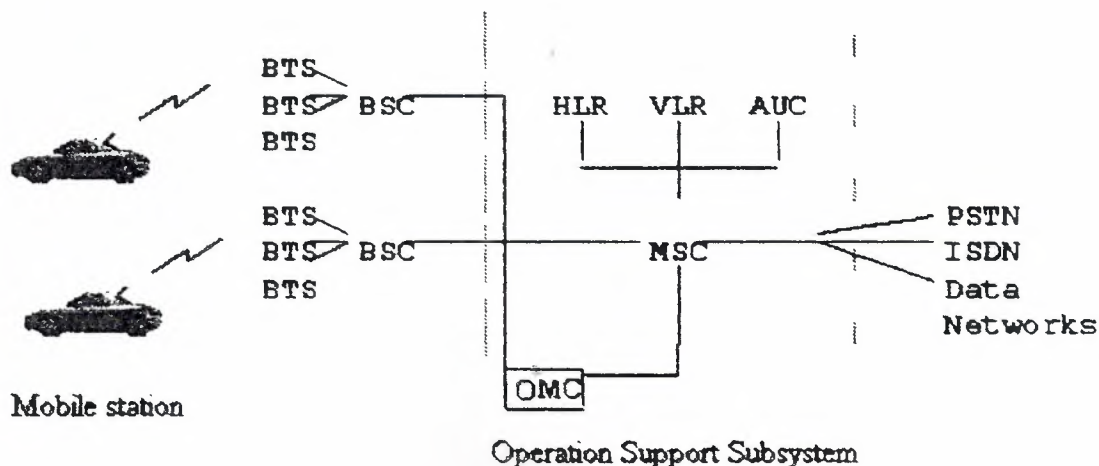 BTS
BTS BSC
BTS
HLR VLR AUC
BTS
BTS BSC
BTS
MSC
PSTN
ISDN
Data
Networks
OMC
Mobile station
Operation Support Subsystem